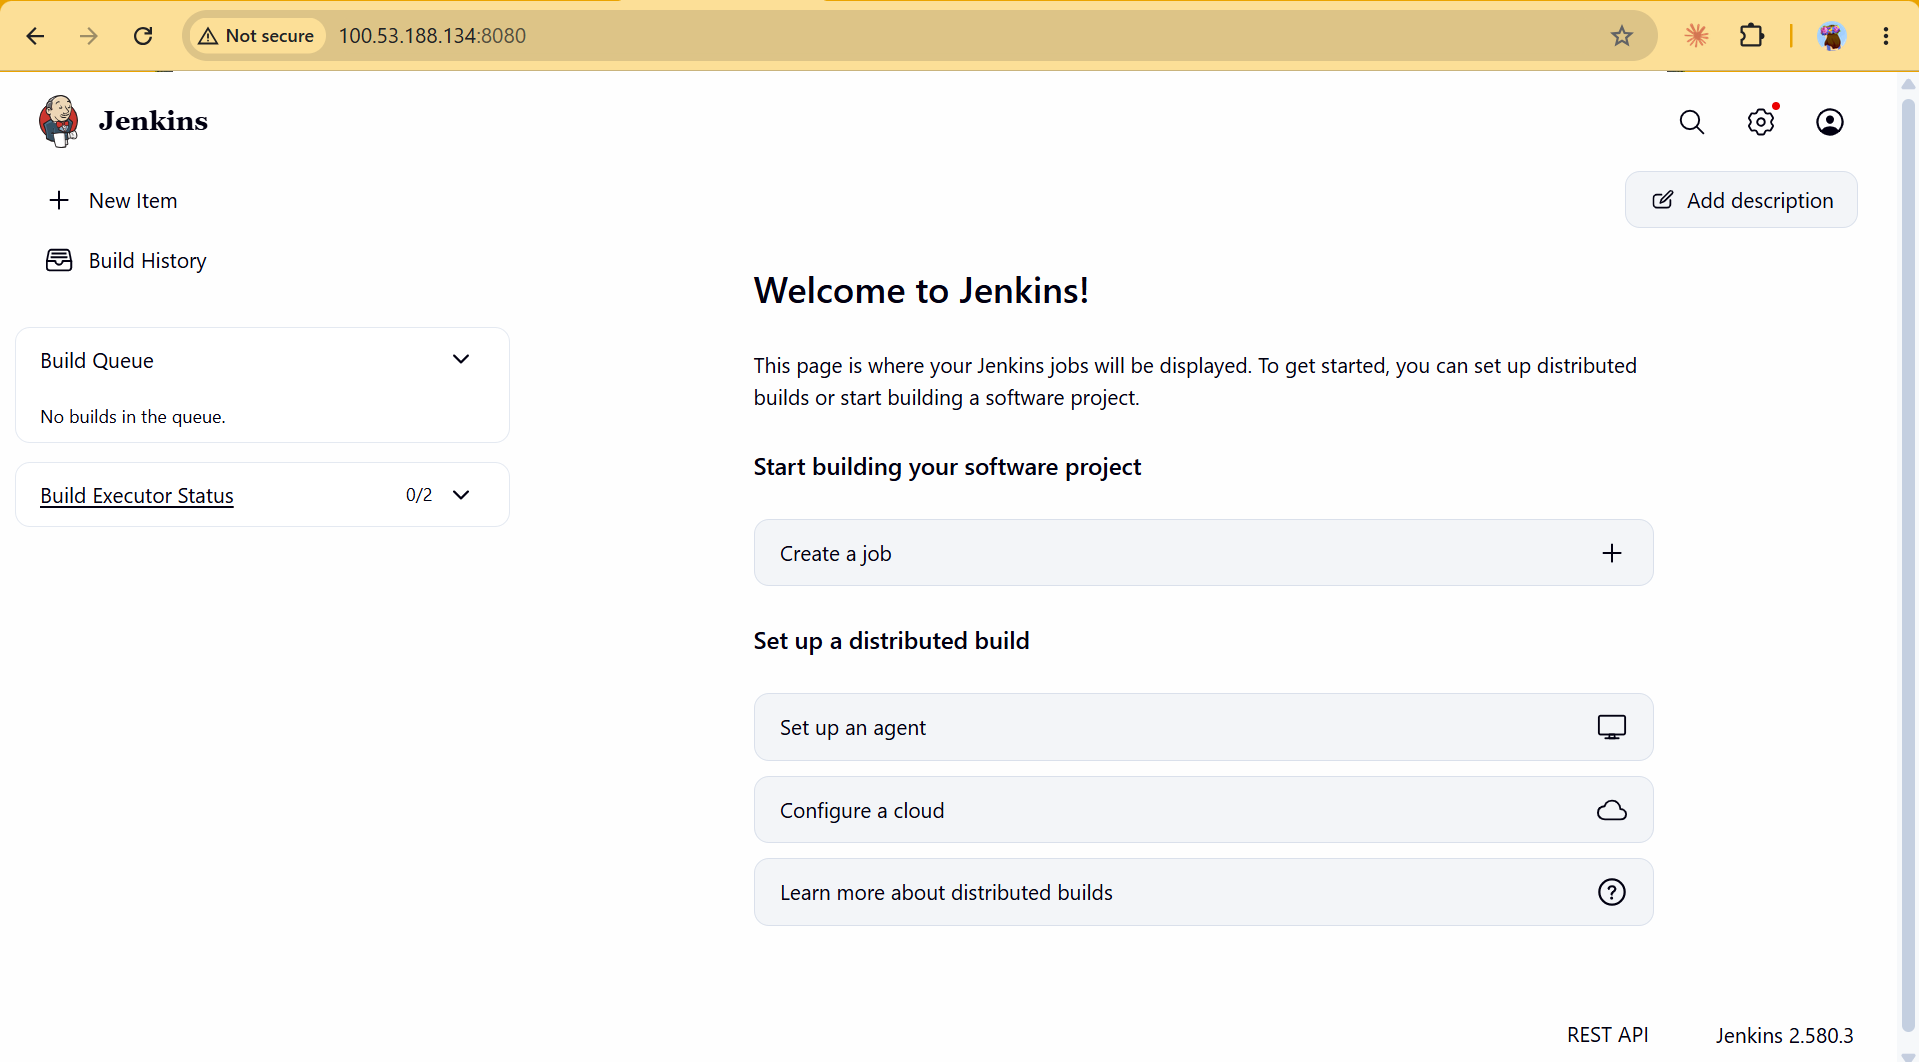 Not secure
100.53.188.134:8080
Jenkins
New Item
Add description
Build History
Build Queue
No builds in the queue.
Build Executor Status
0/2
Welcome to Jenkins!
This page is where your Jenkins jobs will be displayed. To get started, you can set up distributed
builds or start building a software project.
Start building your software project
Create a job
Set up a distributed build
Set up an agent
Configure a cloud
Learn more about distributed builds
REST API
Jenkins 2.580.3